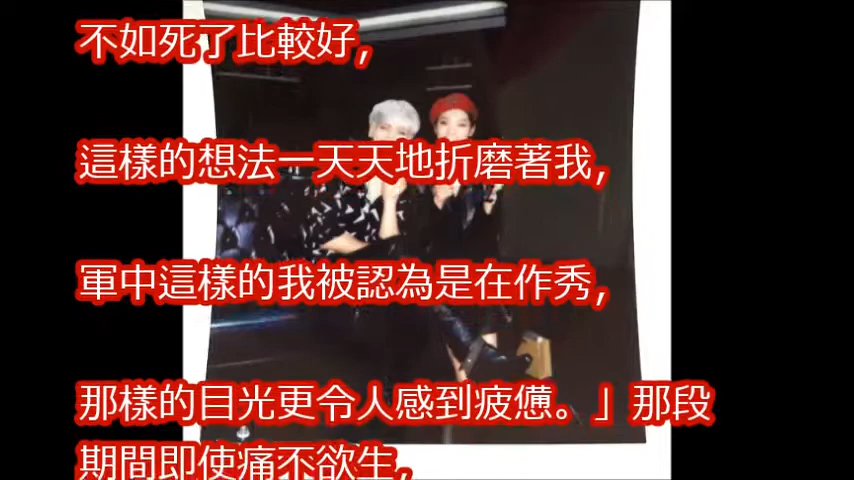 不如死了比較好，
這樣的想法一天天地折磨著我，
軍中這樣的我被認為是在作秀，
那樣的目光更令人感到疲憊。」那段
期間即使痛不欲生，